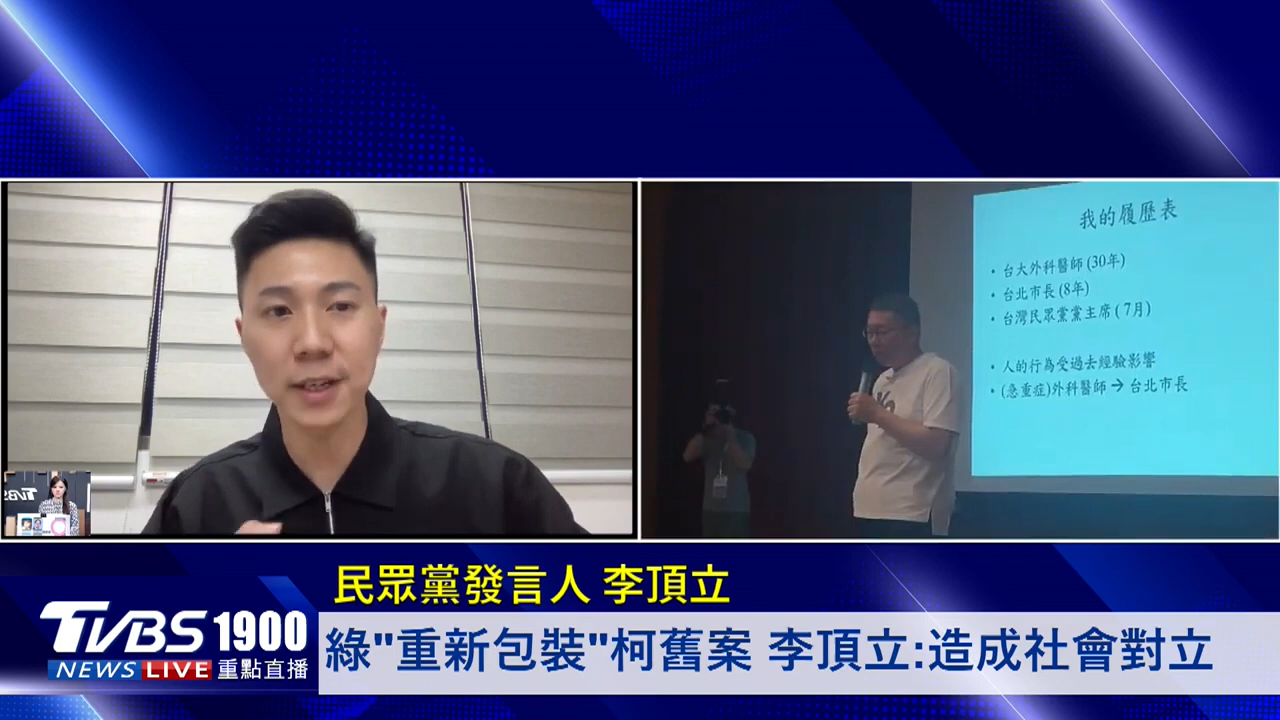 我的履歷表
• 台大外科醫師 (30年)
• 台北市長 (8年)
• 台灣民眾黨黨主席 ( 7月)
• 人的行為受過去經驗影響
• (急重症)外科醫師 → 台北市長
TVBS
民眾黨發言人 李頂立
TVBS 1900
NEWS LIVE 重點直播
綠"重新包裝"柯舊案 李頂立:造成社會對立